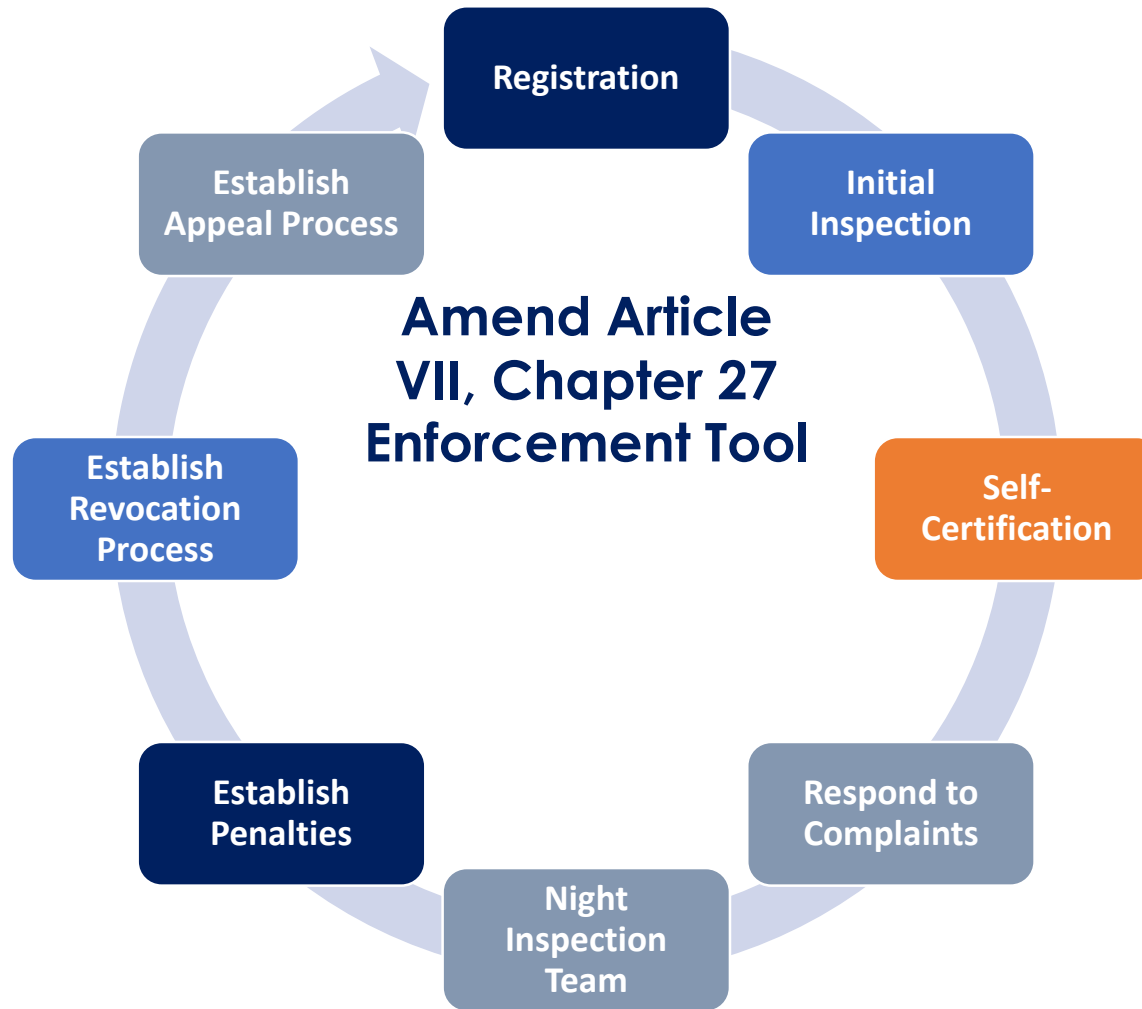 Registration
Initial
Inspection
Self-
Certification
Respond to
Complaints
Night
Inspection
Team
Establish
Penalties
Establish
Revocation
Process
Establish
Appeal Process
Amend Article
VII, Chapter 27
Enforcement Tool